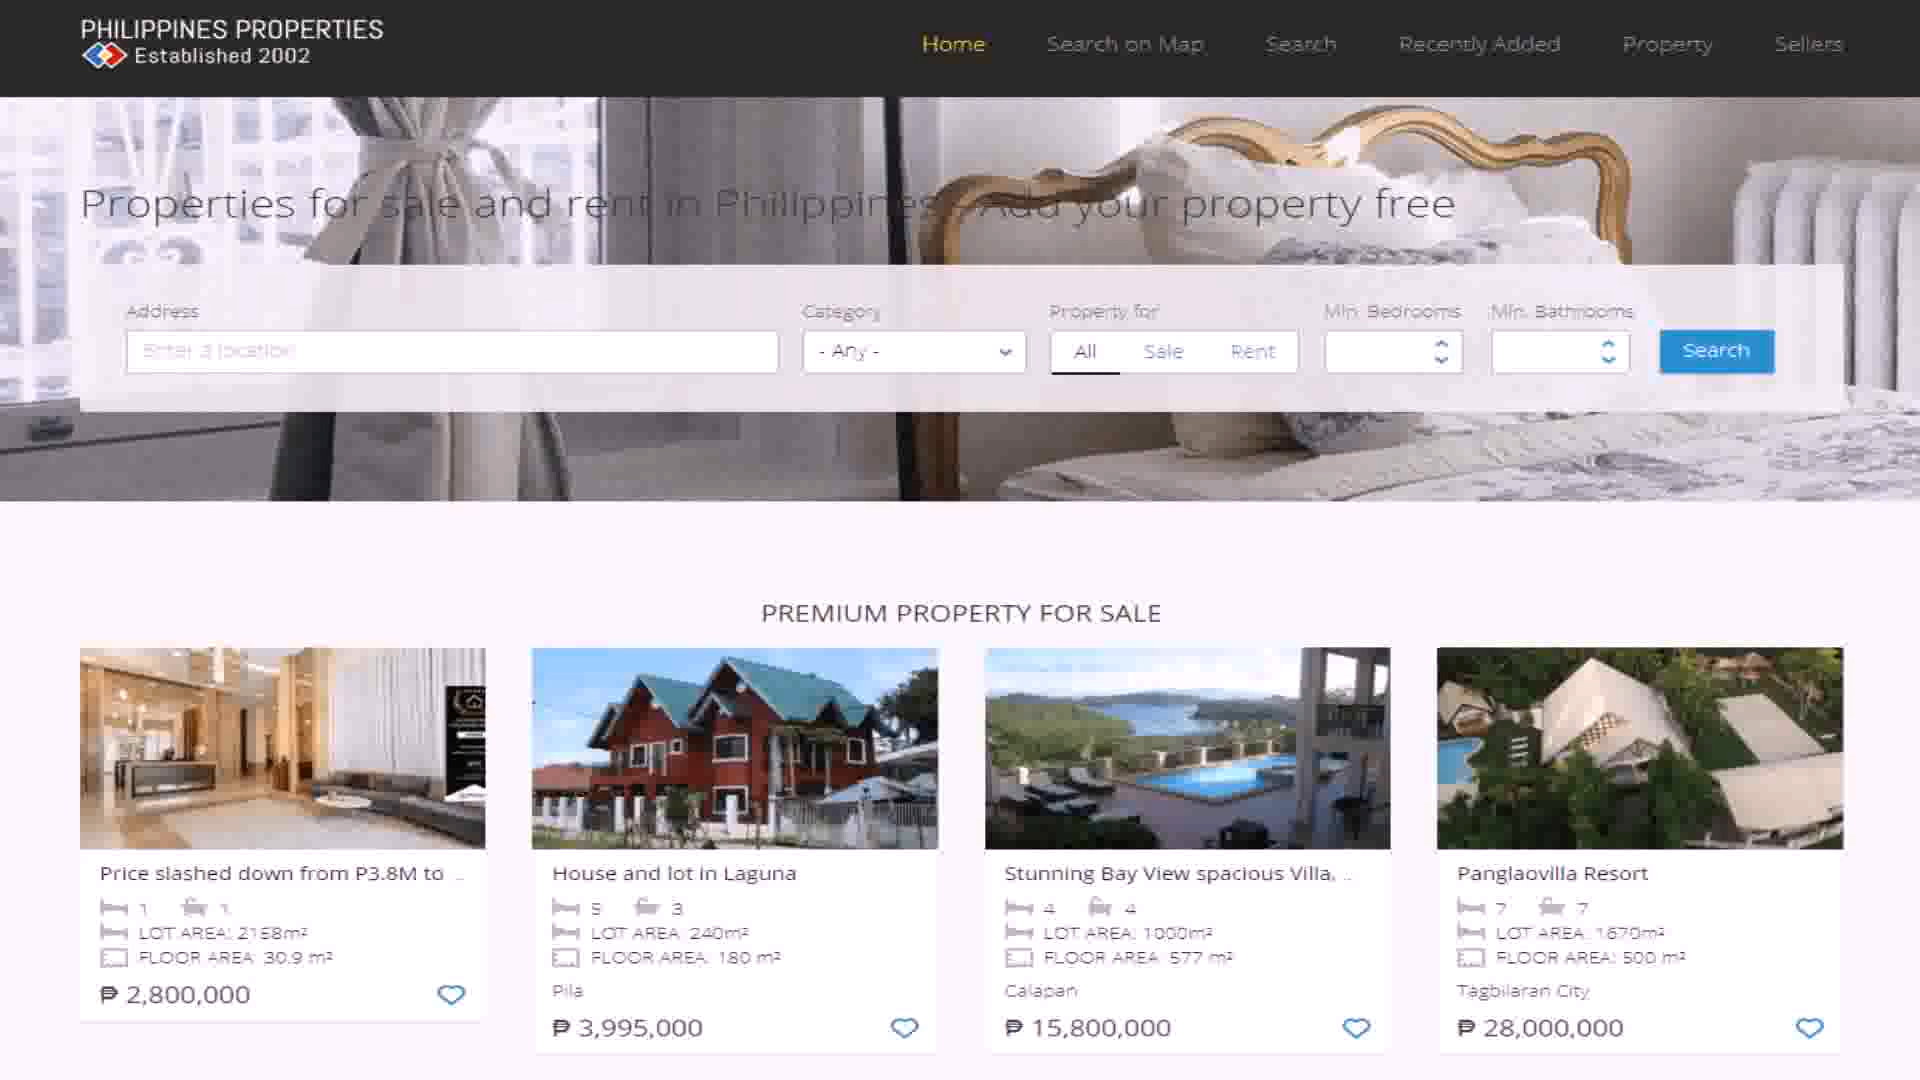 PHILIPPINES PROPERTIES
Established 2002
Home Search on Map Search Recently Added Property Sellers
Properties for sale and rent in Philippines - Add your property free
Address Category Property for Min. Bedrooms Min. Bathrooms
Enter a location - Any - All Sale Rent Search
PREMIUM PROPERTY FOR SALE
Price slashed down from P3.8M to ...
1 1
LOT AREA: 2158m²
FLOOR AREA: 30.9 m²
₱ 2,800,000
House and lot in Laguna
5 3
LOT AREA: 240m²
FLOOR AREA: 180 m²
Pila
₱ 3,995,000
Stunning Bay View spacious Villa, ...
4 4
LOT AREA: 1000m²
FLOOR AREA: 577 m²
Calapan
₱ 15,800,000
Panglaovilla Resort
7 7
LOT AREA: 1670m²
FLOOR AREA: 500 m²
Tagbilaran City
₱ 28,000,000